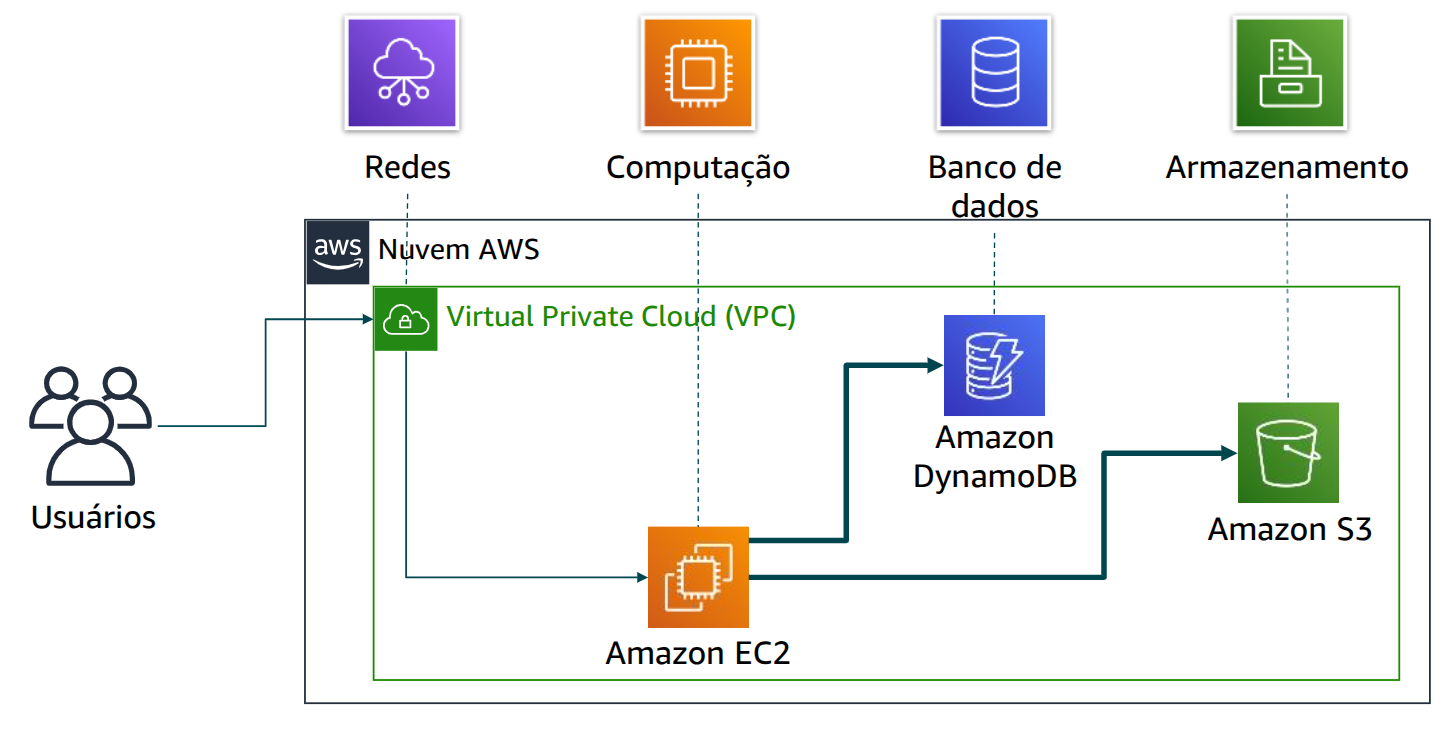 Redes
Computação
Banco de
dados
Armazenamento
aws
Nuvem AWS
Virtual Private Cloud (VPC)
Usuários
Amazon
DynamoDB
Amazon S3
Amazon EC2